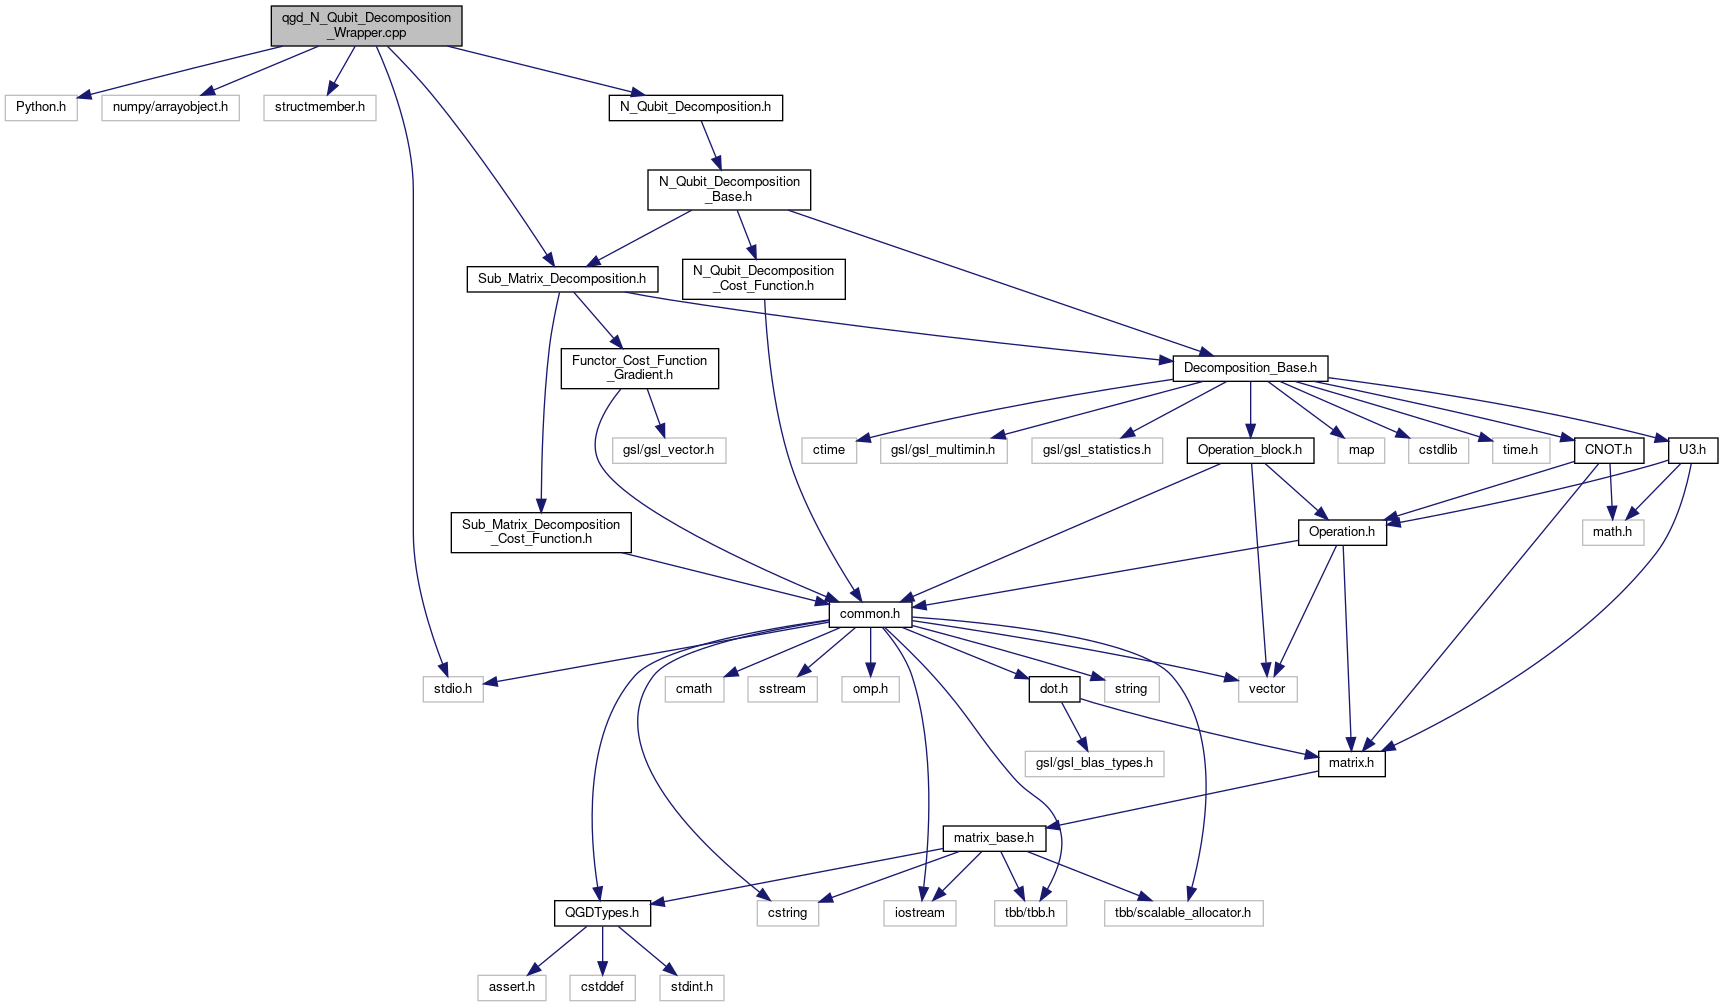 qgd_N_Qubit_Decomposition
_Wrapper.cpp
Python.h
numpy/arrayobject.h
structmember.h
N_Qubit_Decomposition.h
N_Qubit_Decomposition
_Base.h
Sub_Matrix_Decomposition.h
N_Qubit_Decomposition
_Cost_Function.h
Functor_Cost_Function
_Gradient.h
Decomposition_Base.h
gsl/gsl_vector.h
ctime
gsl/gsl_multimin.h
gsl/gsl_statistics.h
Operation_block.h
map
cstdlib
time.h
CNOT.h
U3.h
Sub_Matrix_Decomposition
_Cost_Function.h
Operation.h
math.h
common.h
stdio.h
cmath
sstream
omp.h
dot.h
string
vector
gsl/gsl_blas_types.h
matrix.h
matrix_base.h
QGDTypes.h
cstring
iostream
tbb/tbb.h
tbb/scalable_allocator.h
assert.h
cstddef
stdint.h